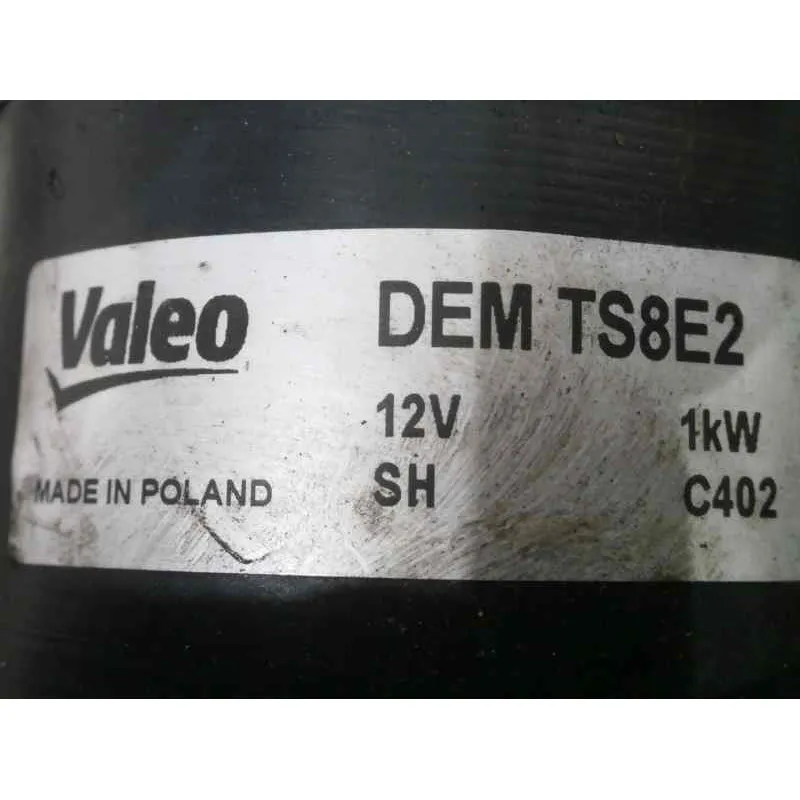 Valeo DEM TS8E2
12V 1kW
MADE IN POLAND SH C402